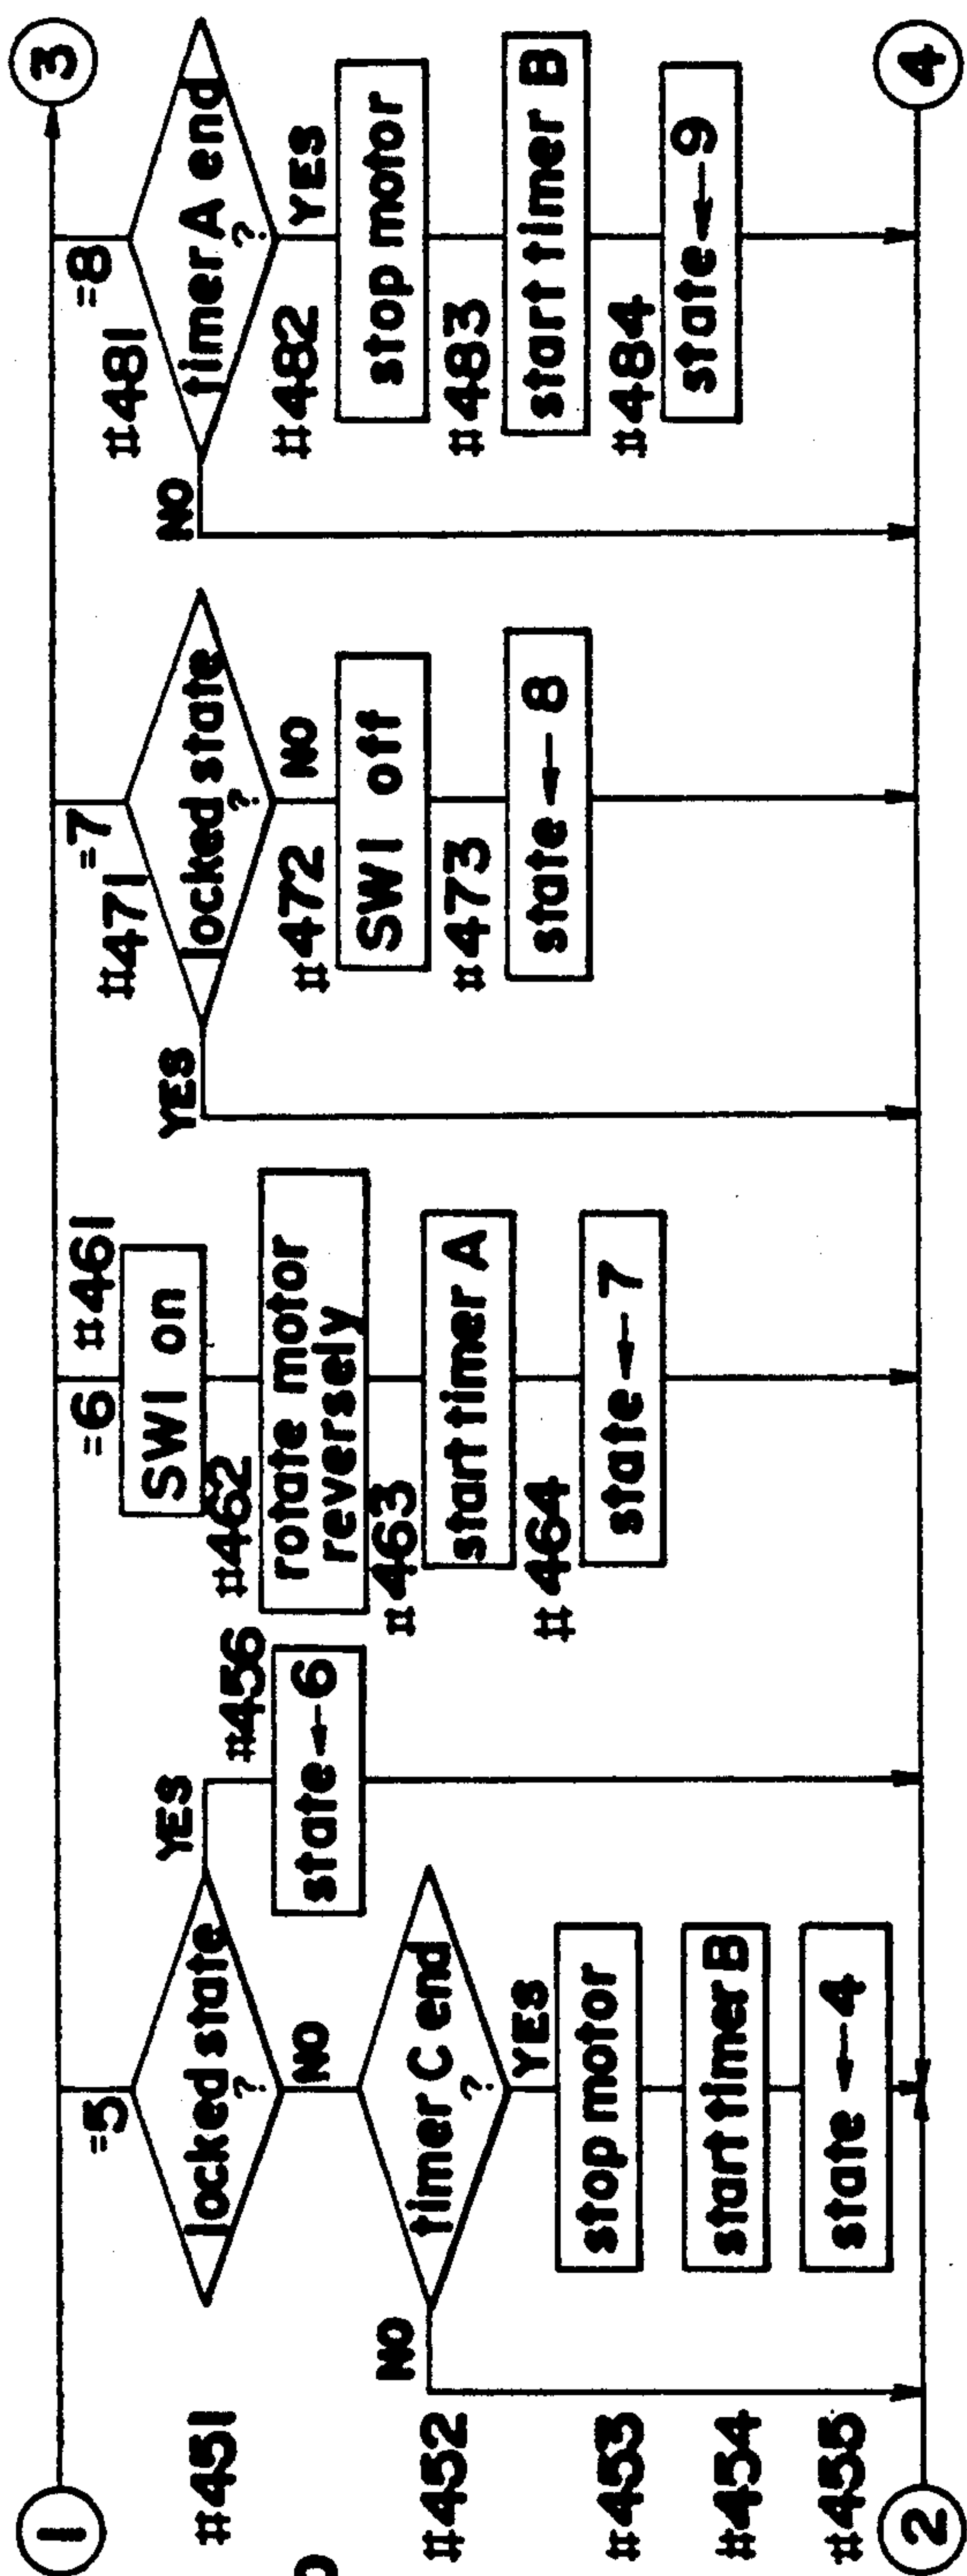 1
3
=5
#451
locked state
?
YES
NO
#456
state←6
#452
timer C end
?
NO
YES
#453
stop motor
#454
start timer B
#455
state ← 4
=6
#461
SW1 on
#462
rotate motor
reversely
#463
start timer A
#464
state ← 7
=7
#471
locked state
?
YES
NO
#472
SW1 off
#473
state ← 8
=8
#481
timer A end
?
NO
YES
#482
stop motor
#483
start timer B
#484
state ← 9
2
4